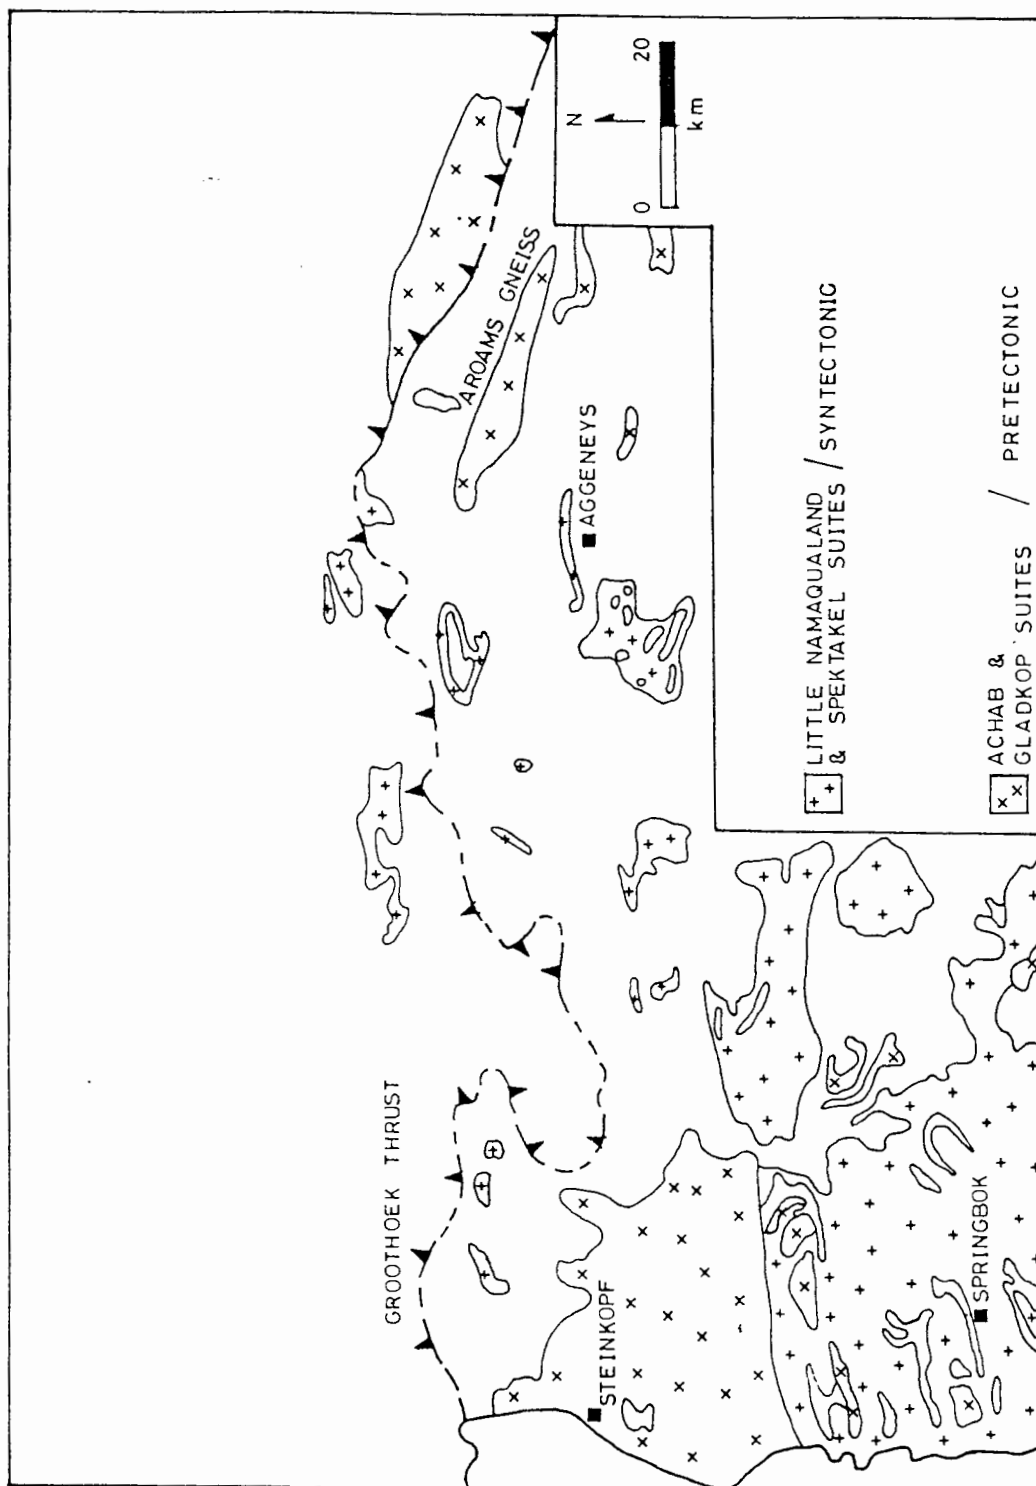 GROOTHOEK THRUST
AROAMS GNEISS
N
0 20
km
AGGENEYS
STEINKOPF
SPRINGBOK
LITTLE NAMAQUALAND
& SPEKTAKEL SUITES / SYNTECTONIC
ACHAB &
GLADKOP SUITES / PRETECTONIC